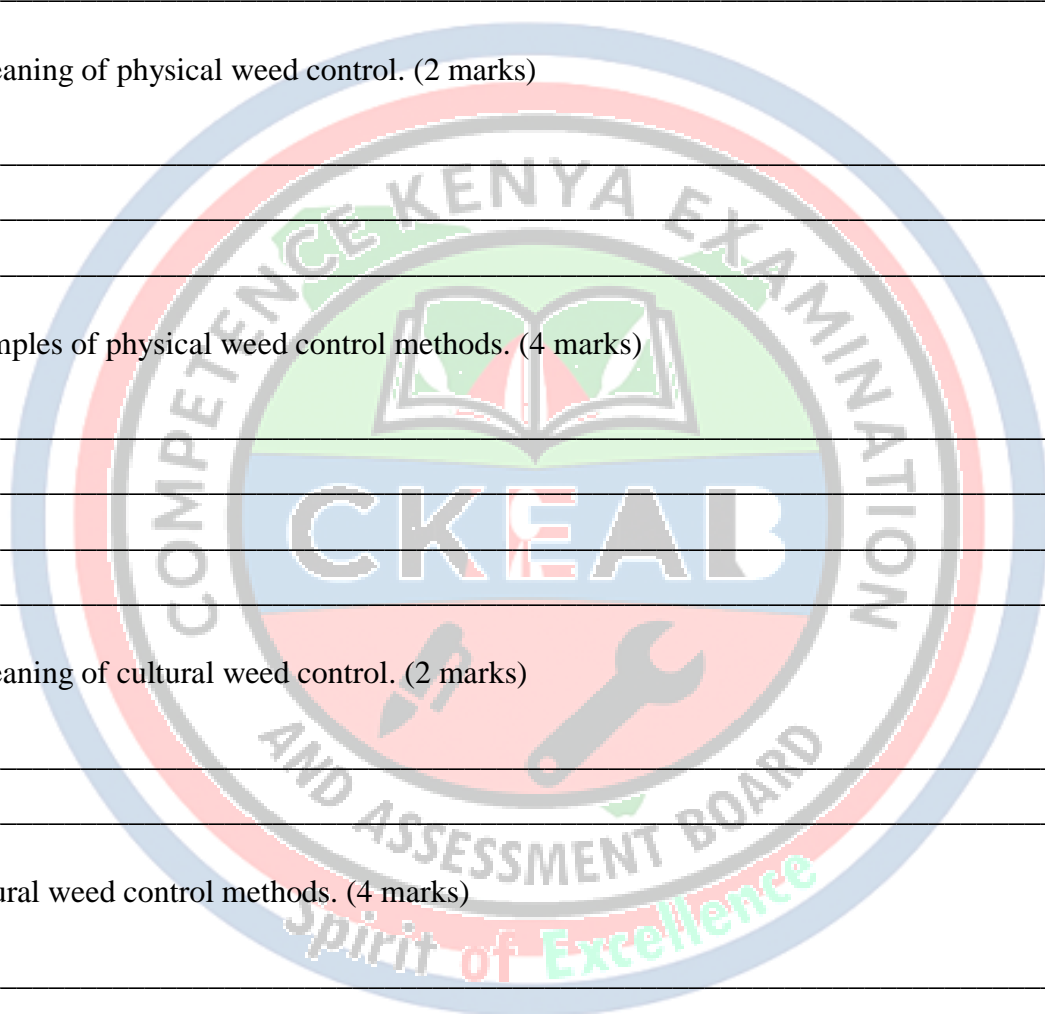 eaning of physical weed control. (2 marks)
mples of physical weed control methods. (4 marks)
eaning of cultural weed control. (2 marks)
ural weed control methods. (4 marks)
COMPETENCE KENYA EXAMINATION
CKEAB
AND ASSESSMENT BOARD
Spirit of Excellence